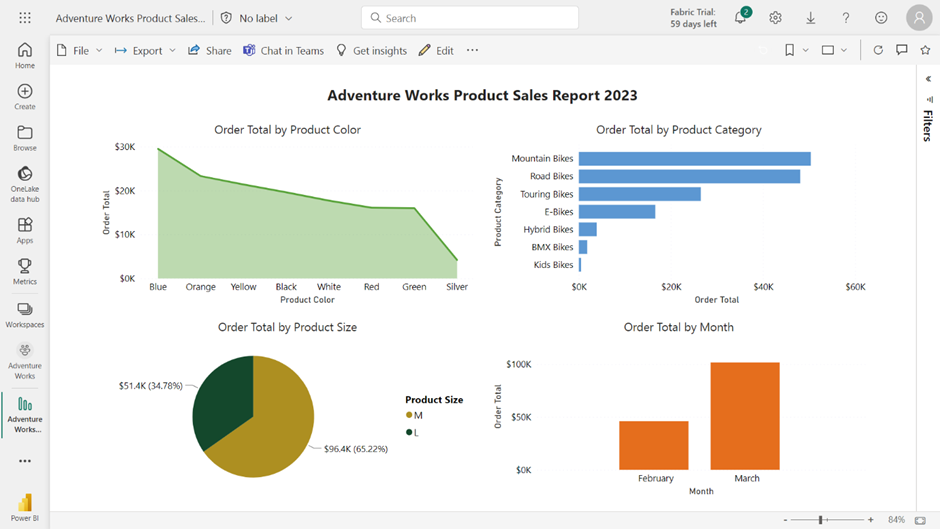 Adventure Works Product Sales...
No label
Search
Fabric Trial:
59 days left
2
File
Export
Share
Chat in Teams
Get insights
Edit
Home
Create
Browse
OneLake
data hub
Apps
Metrics
Workspaces
Adventure
Works
Adventure
Works...
Power BI
Filters
Adventure Works Product Sales Report 2023
Order Total by Product Color
Order Total
$30K
$20K
$10K
$0K
Blue Orange Yellow Black White Red Green Silver
Product Color
Order Total by Product Category
Product Category
Mountain Bikes
Road Bikes
Touring Bikes
E-Bikes
Hybrid Bikes
BMX Bikes
Kids Bikes
$0K $20K $40K $60K
Order Total
Order Total by Product Size
$51.4K (34.78%)
$96.4K (65.22%)
Product Size
M
L
Order Total by Month
Order Total
$100K
$50K
$0K
February March
Month
- + 84%